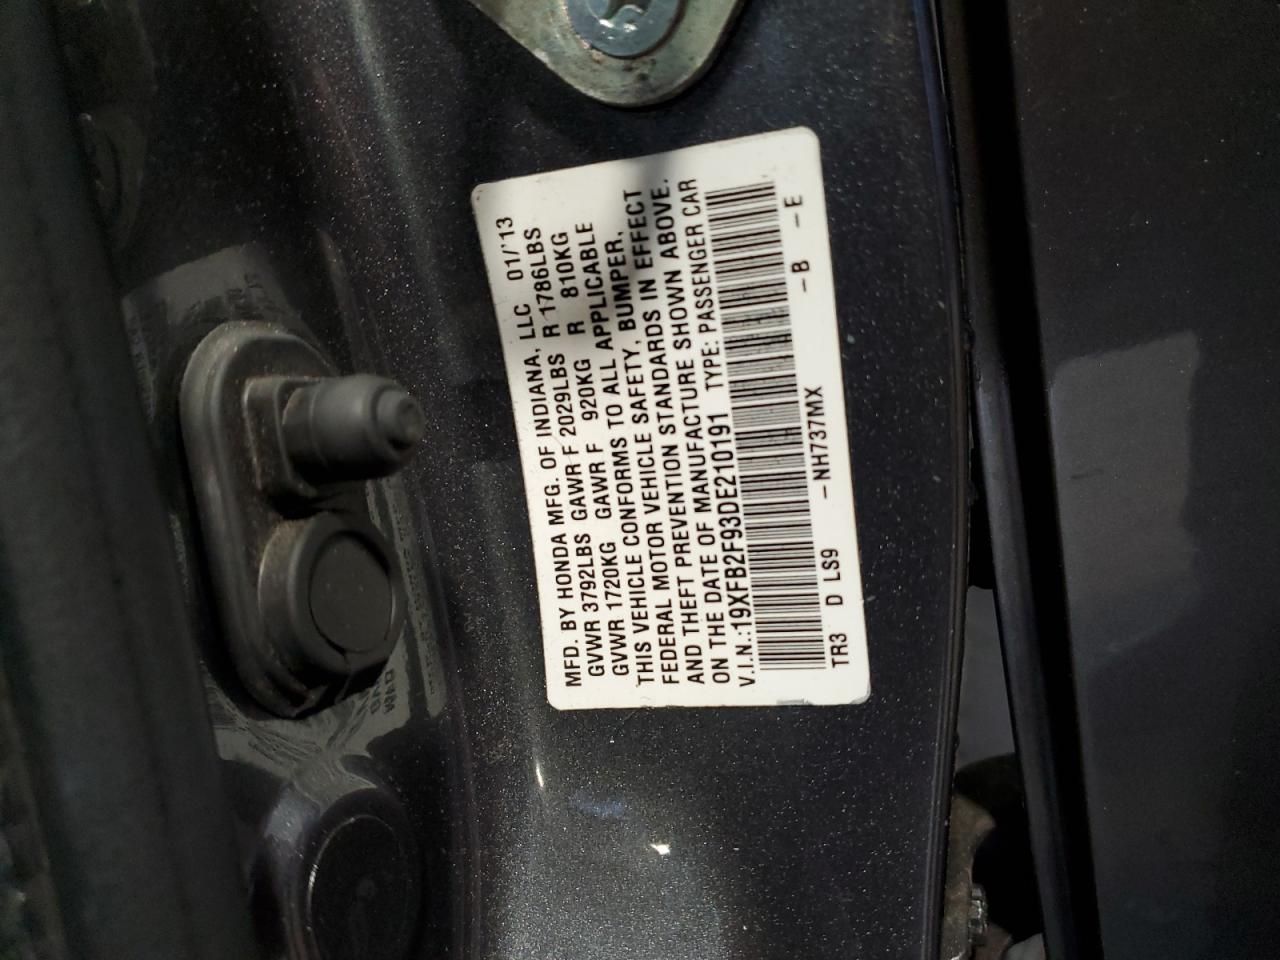 MFD. BY HONDA MFG. OF INDIANA, LLC 01/'13
GVWR 3792LBS GAWR F 2029LBS R 1786LBS
GVWR 1720KG GAWR F 920KG R 810KG
THIS VEHICLE CONFORMS TO ALL APPLICABLE
FEDERAL MOTOR VEHICLE SAFETY, BUMPER,
AND THEFT PREVENTION STANDARDS IN EFFECT
ON THE DATE OF MANUFACTURE SHOWN ABOVE.
V.I.N.:19XFB2F93DE210191 TYPE: PASSENGER CAR
TR3 D LS9 -NH737MX -B -E